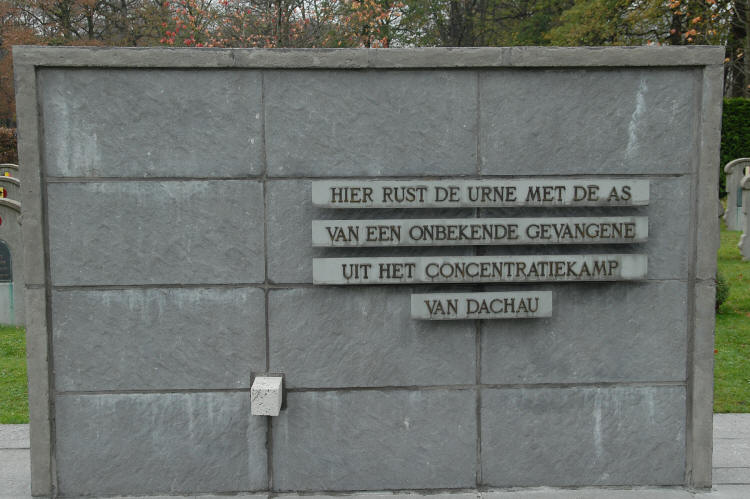 HIER RUST DE URNE MET DE AS
VAN EEN ONBEKENDE GEVANGENE
UIT HET CONCENTRATIEKAMP
VAN DACHAU